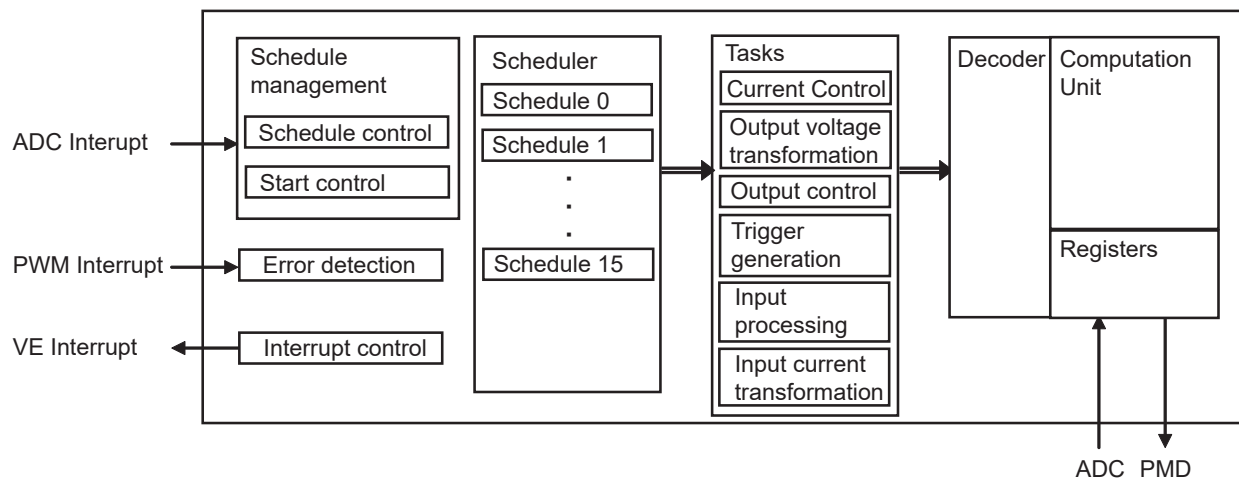 ADC Interupt
PWM Interrupt
VE Interrupt
Schedule
management
Schedule control
Start control
Error detection
Interrupt control
Scheduler
Schedule 0
Schedule 1
.
.
.
Schedule 15
Tasks
Current Control
Output voltage
transformation
Output control
Trigger
generation
Input
processing
Input current
transformation
Decoder
Computation
Unit
Registers
ADC
PMD